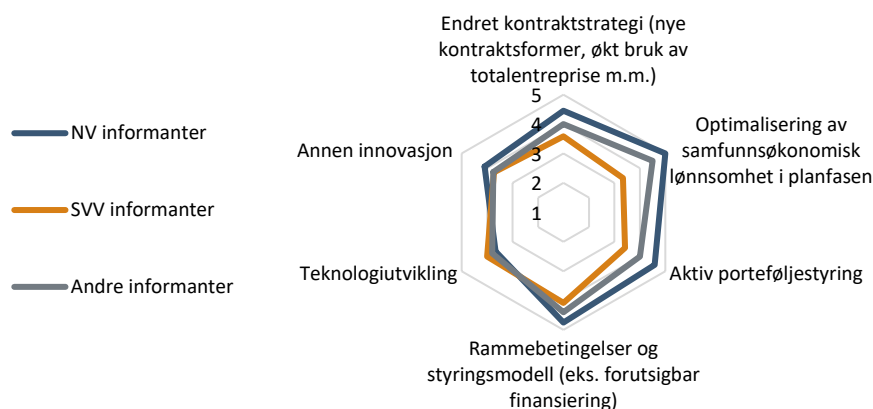 Endret kontraktstrategi (nye
kontraktsformer, økt bruk av
totalentreprise m.m.)
5
4
3
2
1
NV informanter
SVV informanter
Andre informanter
Annen innovasjon
Optimalisering av
samfunnsøkonomisk
lønnsomhet i planfasen
Teknologiutvikling
Aktiv porteføljestyring
Rammebetingelser og
styringsmodell (eks. forutsigbar
finansiering)